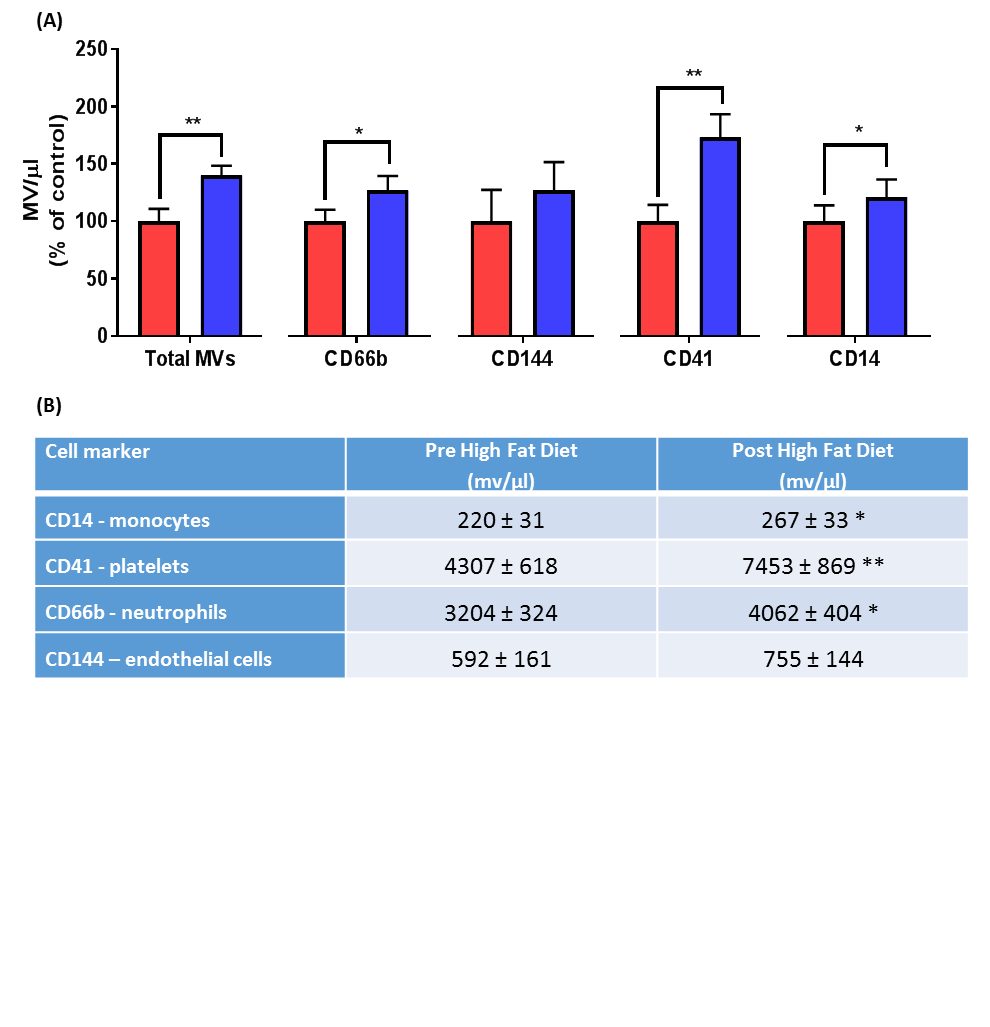 (A)
MV/µl
(% of control)
250
200
150
100
50
0
**
*
**
*
Total MVs
CD66b
CD144
CD41
CD14
(B)
Cell marker
Pre High Fat Diet
(mv/µl)
Post High Fat Diet
(mv/µl)
CD14 - monocytes
220 ± 31
267 ± 33 *
CD41 - platelets
4307 ± 618
7453 ± 869 **
CD66b - neutrophils
3204 ± 324
4062 ± 404 *
CD144 – endothelial cells
592 ± 161
755 ± 144